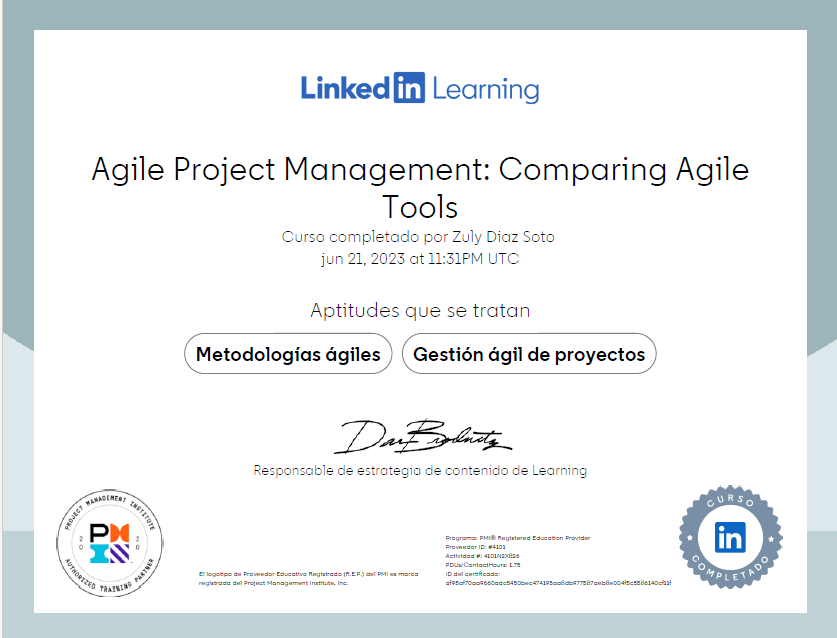 LinkedIn Learning
Agile Project Management: Comparing Agile
Tools
Curso completado por Zuly Diaz Soto
jun 21, 2023 at 11:31PM UTC
Aptitudes que se tratan
Metodologías ágiles
Gestión ágil de proyectos
Responsable de estrategia de contenido de Learning
PROJECT MANAGEMENT INSTITUTE
2020
PMI
AUTHORIZED TRAINING PARTNER
El logotipo de Proveedor Educativo Registrado (R.E.P.) del PMI es marca
registrada del Project Management Institute, Inc.
Programa: PMI® Registered Education Provider
Proveedor ID: #4101
Actividad #: 4101N2XB26
PDUs/ContactHours: 1.75
ID del certificado:
CURSO
in
COMPLETADO